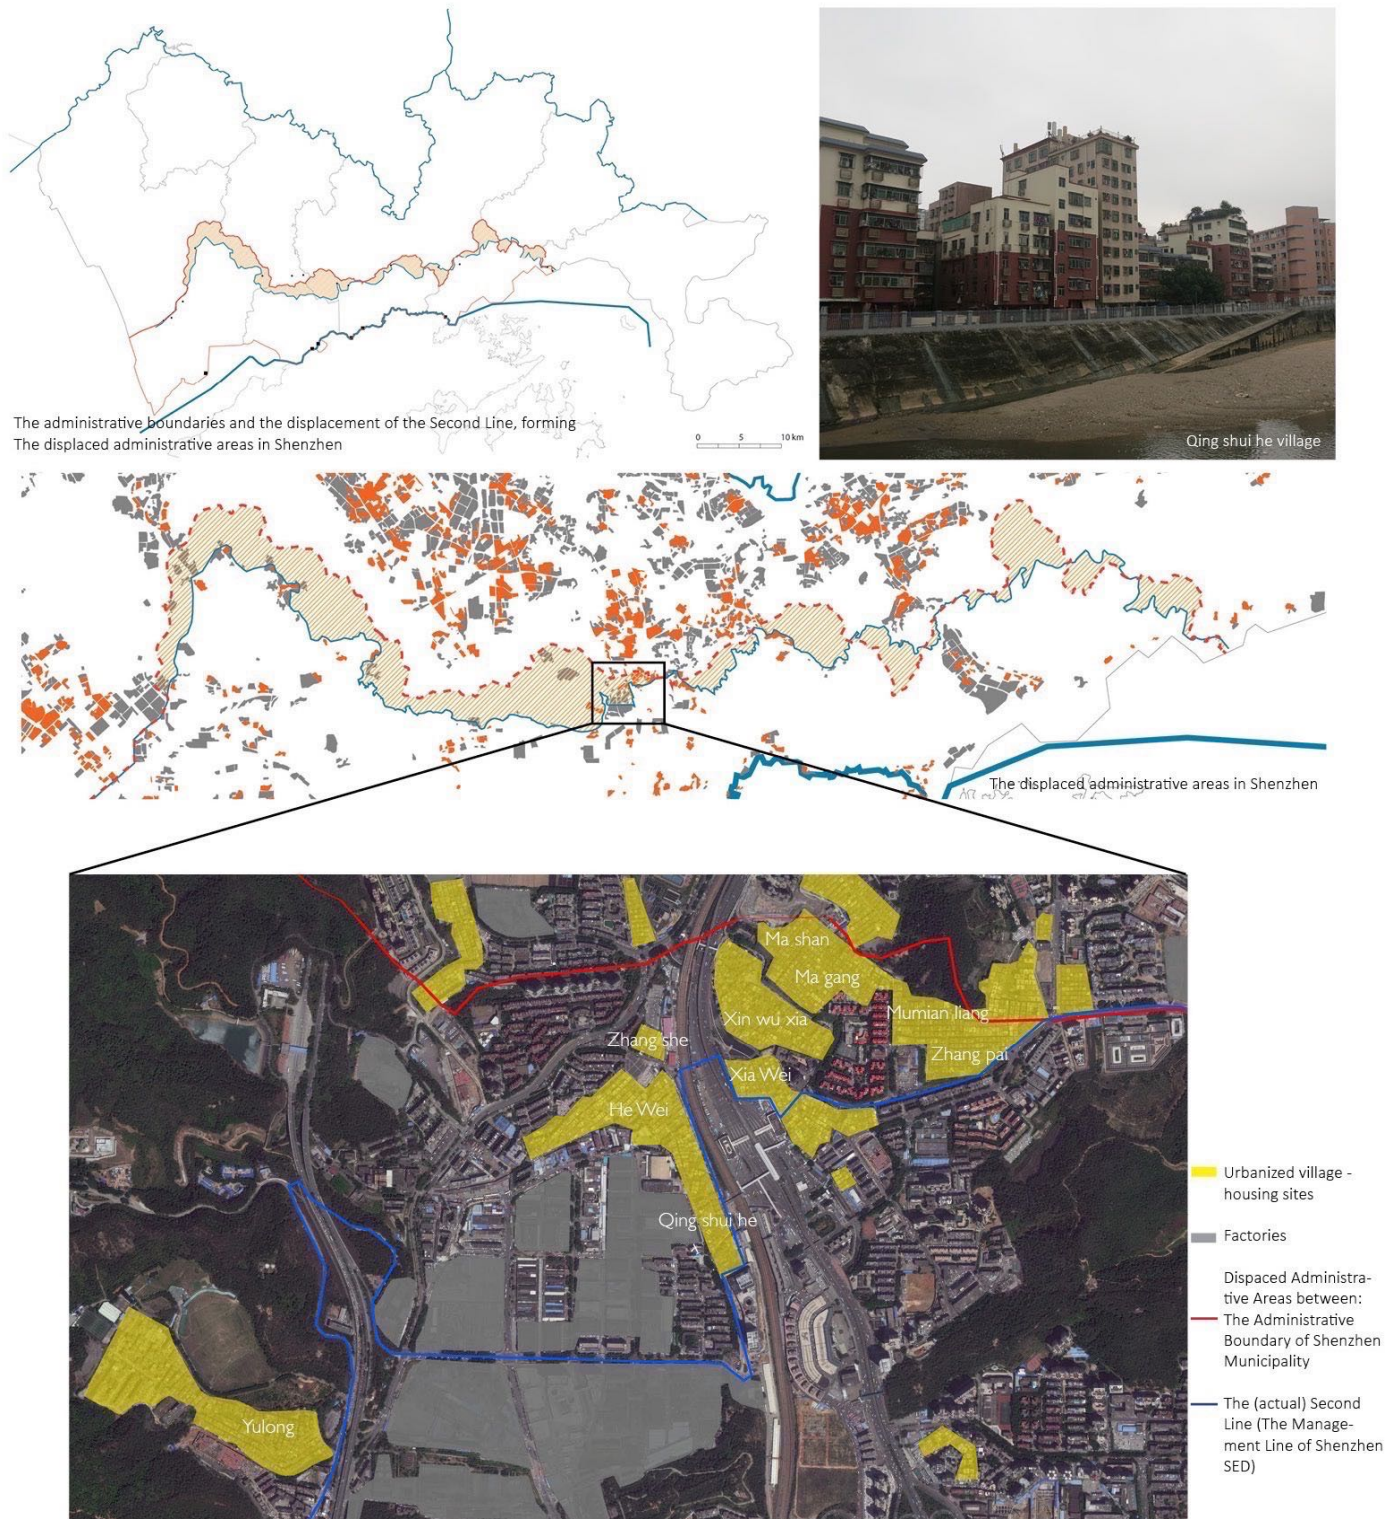 The administrative boundaries and the displacement of the Second Line, forming
The displaced administrative areas in Shenzhen
0 5 10 km
Qing shui he village
The displaced administrative areas in Shenzhen
Ma shan
Ma gang
Xin wu xia
Mumian liang
Zhang she
Zhang pai
Xia Wei
He Wei
Qing shui he
Yulong
Urbanized village -
housing sites
Factories
Dispaced Administra-
tive Areas between:
The Administrative
Boundary of Shenzhen
Municipality
The (actual) Second
Line (The Manage-
ment Line of Shenzhen
SED)